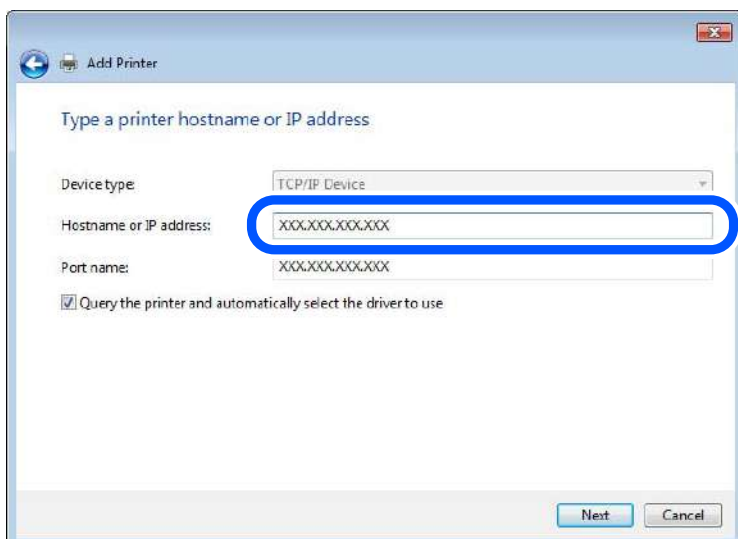 Add Printer
Type a printer hostname or IP address
Device type: TCP/IP Device
Hostname or IP address: XXX.XXX.XXX.XXX
Port name: XXX.XXX.XXX.XXX
Query the printer and automatically select the driver to use
Next Cancel